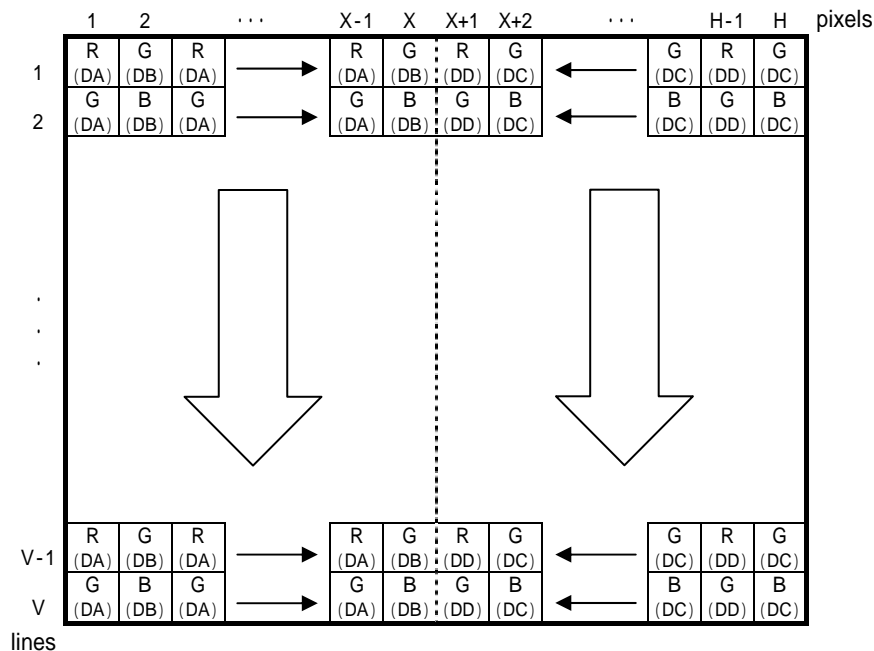 1 2 ··· X-1 X X+1 X+2 ··· H-1 H pixels
R G R R G R G G R G
1 (DA) (DB) (DA) (DA) (DB) (DD) (DC) (DC) (DD) (DC)
G B G G B G B B G B
2 (DA) (DB) (DA) (DA) (DB) (DD) (DC) (DC) (DD) (DC)
·
·
·
R G R R G R G G R G
V-1 (DA) (DB) (DA) (DA) (DB) (DD) (DC) (DC) (DD) (DC)
G B G G B G B B G B
V (DA) (DB) (DA) (DA) (DB) (DD) (DC) (DC) (DD) (DC)
lines